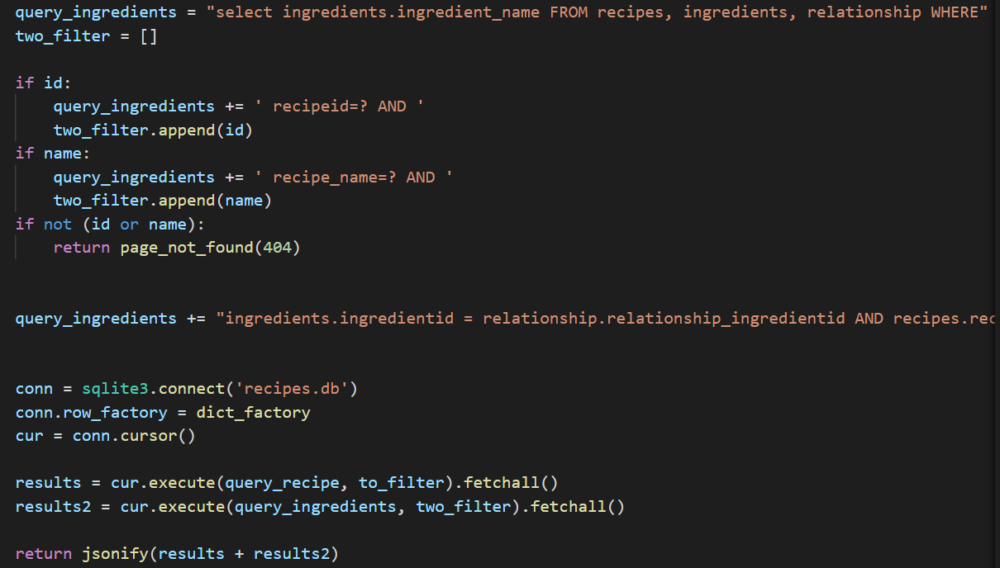 query_ingredients = "select ingredients.ingredient_name FROM recipes, ingredients, relationship WHERE"
two_filter = []
if id:
    query_ingredients += ' recipeid=? AND '
    two_filter.append(id)
if name:
    query_ingredients += ' recipe_name=? AND '
    two_filter.append(name)
if not (id or name):
    return page_not_found(404)
query_ingredients += "ingredients.ingredientid = relationship.relationship_ingredientid AND recipes.rec
conn = sqlite3.connect('recipes.db')
conn.row_factory = dict_factory
cur = conn.cursor()
results = cur.execute(query_recipe, to_filter).fetchall()
results2 = cur.execute(query_ingredients, two_filter).fetchall()
return jsonify(results + results2)